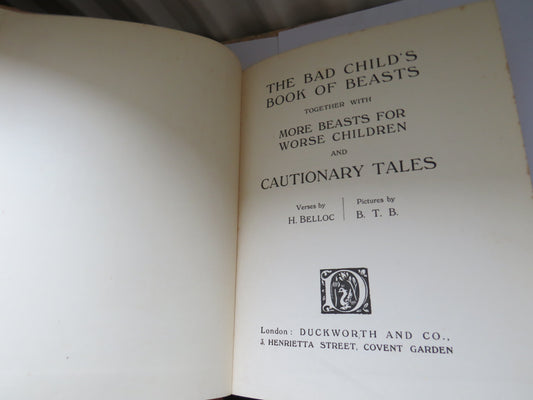 THE BAD CHILD'S
BOOK OF BEASTS
TOGETHER WITH
MORE BEASTS FOR
WORSE CHILDREN
AND
CAUTIONARY TALES
Verses by
H. BELLOC
Pictures by
B. T. B.
D
London: DUCKWORTH AND CO.,
3, HENRIETTA STREET, COVENT GARDEN